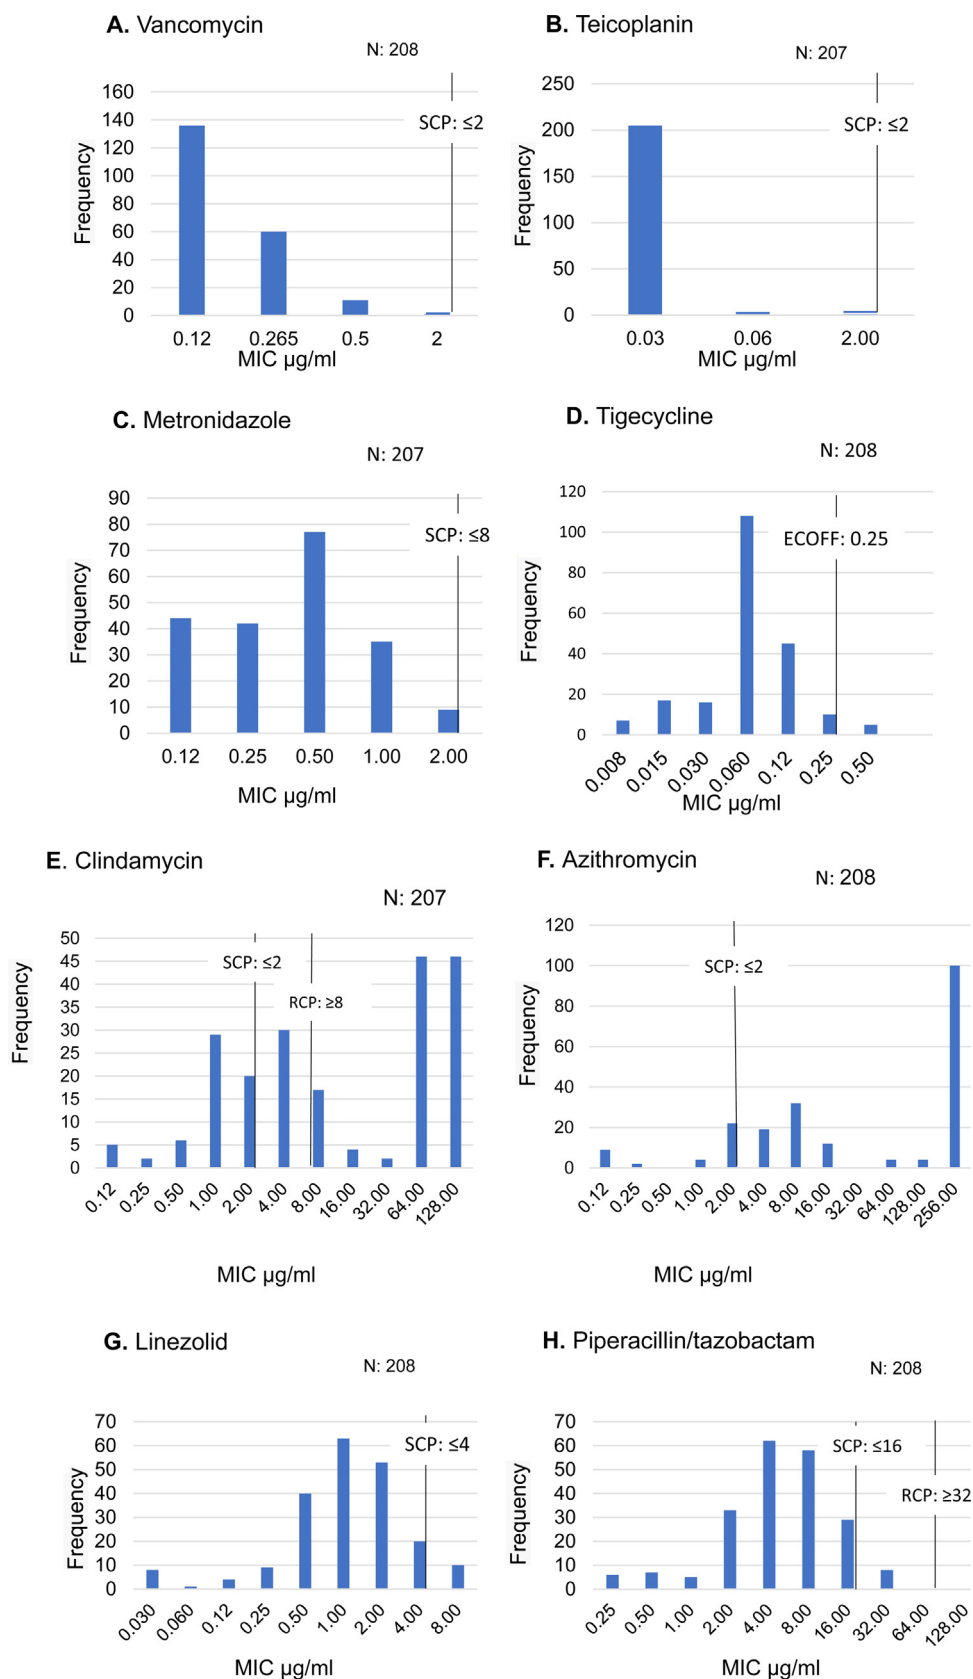 A. Vancomycin
N: 208
160
140
120
100
80
60
40
20
0
Frequency
SCP: ≤2
0.12 0.265 0.5 2
MIC µg/ml
B. Teicoplanin
N: 207
250
200
150
100
50
0
Frequency
SCP: ≤2
0.03 0.06 2.00
MIC µg/ml
C. Metronidazole
N: 207
90
80
70
60
50
40
30
20
10
0
Frequency
SCP: ≤8
0.12 0.25 0.50 1.00 2.00
MIC µg/ml
D. Tigecycline
N: 208
120
100
80
60
40
20
0
Frequency
ECOFF: 0.25
0.008 0.015 0.030 0.060 0.12 0.25 0.50
MIC µg/ml
E. Clindamycin
N: 207
50
45
40
35
30
25
20
15
10
5
0
Frequency
SCP: ≤2
RCP: ≥8
0.12 0.25 0.50 1.00 2.00 4.00 8.00 16.00 32.00 64.00 128.00
MIC µg/ml
F. Azithromycin
N: 208
120
100
80
60
40
20
0
Frequency
SCP: ≤2
0.12 0.25 0.50 1.00 2.00 4.00 8.00 16.00 32.00 64.00 128.00 256.00
MIC µg/ml
G. Linezolid
N: 208
70
60
50
40
30
20
10
0
Frequency
SCP: ≤4
0.030 0.060 0.12 0.25 0.50 1.00 2.00 4.00 8.00
MIC µg/ml
H. Piperacillin/tazobactam
N: 208
70
60
50
40
30
20
10
0
Frequency
SCP: ≤16
RCP: ≥32
0.25 0.50 1.00 2.00 4.00 8.00 16.00 32.00 64.00 128.00
MIC µg/ml